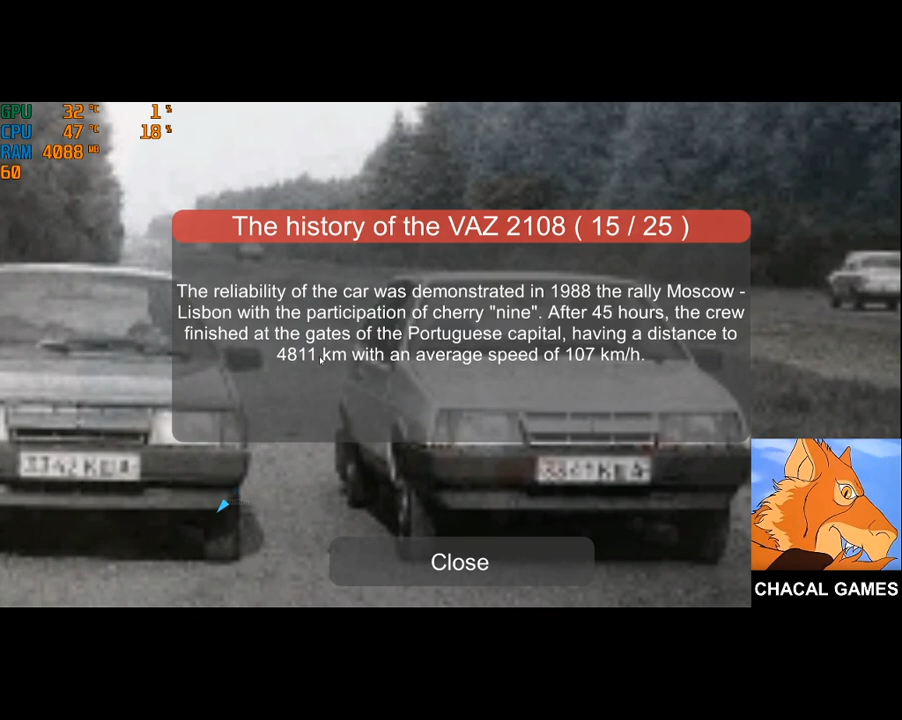 GPU 32 °C 1 %
CPU 47 °C 18 %
RAM 4088 MB
60
The history of the VAZ 2108 ( 15 / 25 )
The reliability of the car was demonstrated in 1988 the rally Moscow -
Lisbon with the participation of cherry "nine". After 45 hours, the crew
finished at the gates of the Portuguese capital, having a distance to
4811 km with an average speed of 107 km/h.
Close
CHACAL GAMES